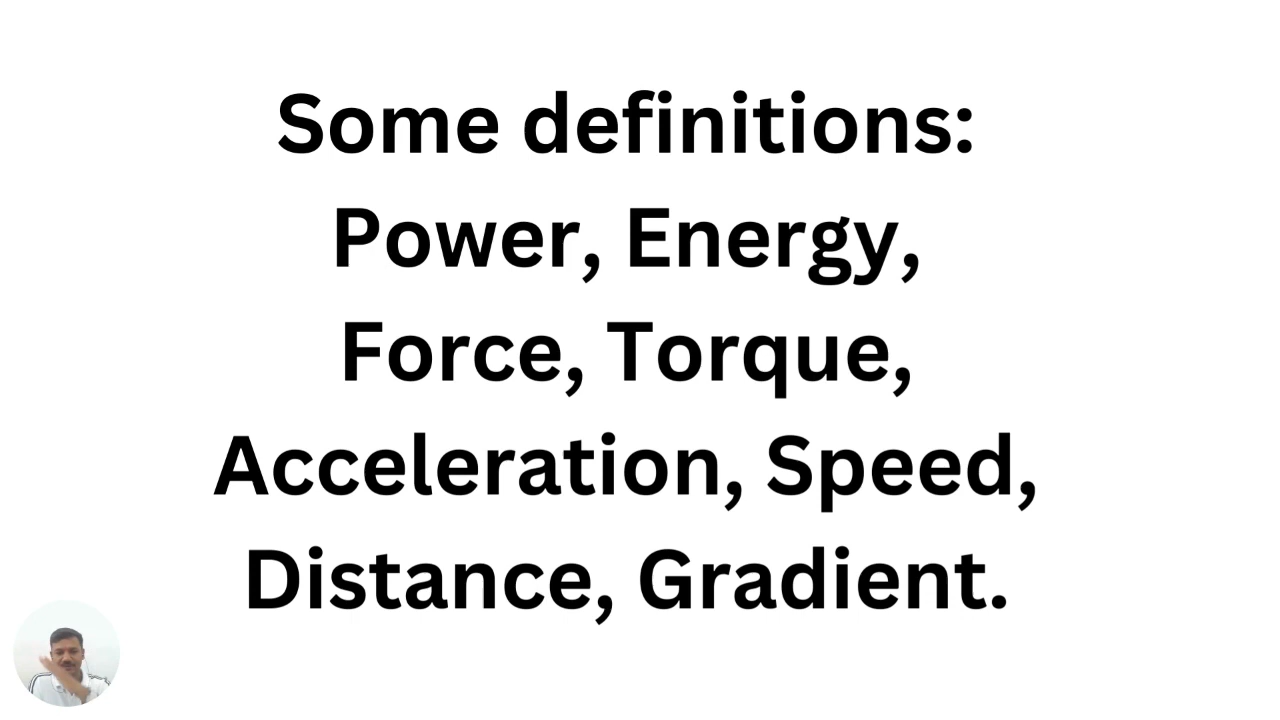 Some definitions:
Power, Energy,
Force, Torque,
Acceleration, Speed,
Distance, Gradient.